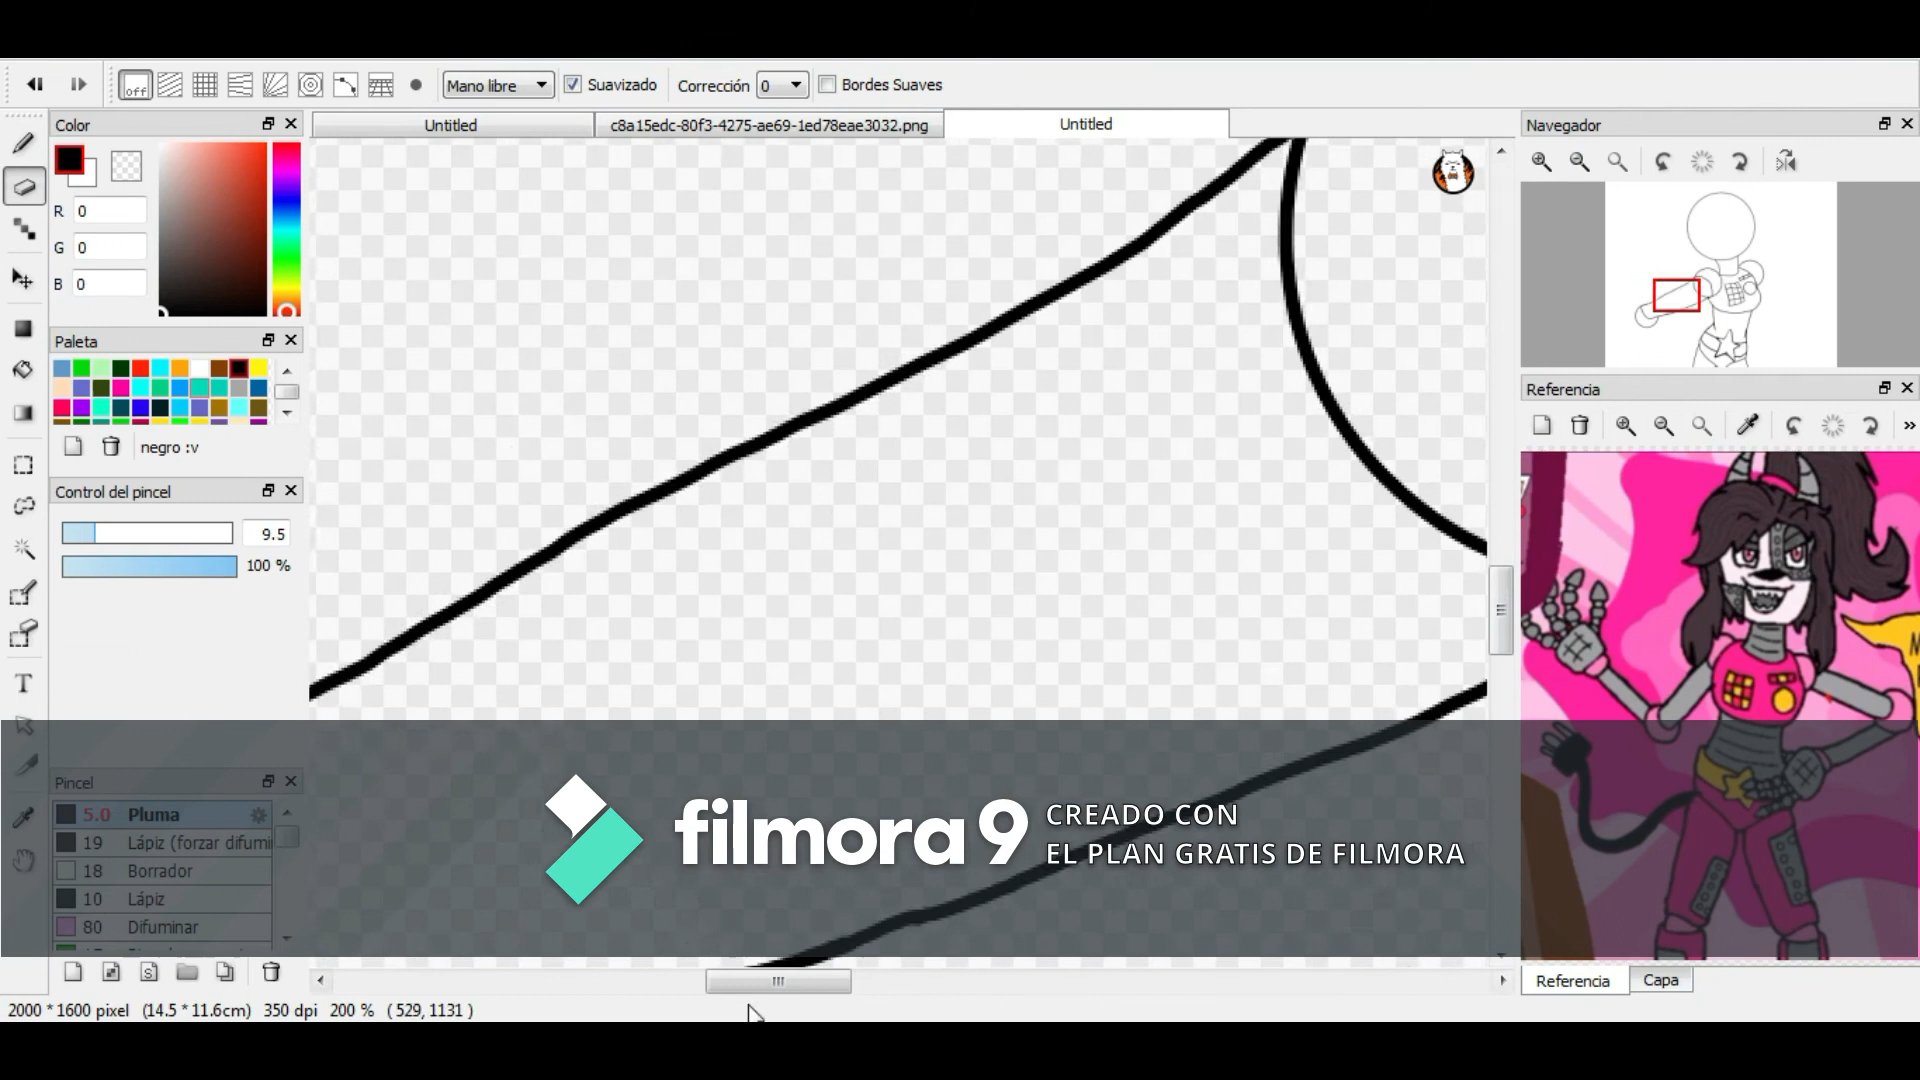 off
Mano libre
Suavizado
Corrección
0
Bordes Suaves
Color
Untitled
c8a15edc-80f3-4275-ae69-1ed78eae3032.png
Untitled
Navegador
R 0
G 0
B 0
Paleta
negro :v
Control del pincel
9.5
100 %
Referencia
Pincel
5.0 Pluma
19 Lápiz (forzar difumi
18 Borrador
10 Lápiz
80 Difuminar
filmora9
CREADO CON
EL PLAN GRATIS DE FILMORA
Referencia
Capa
2000 * 1600 pixel (14.5 * 11.6cm) 350 dpi 200 % ( 529, 1131 )